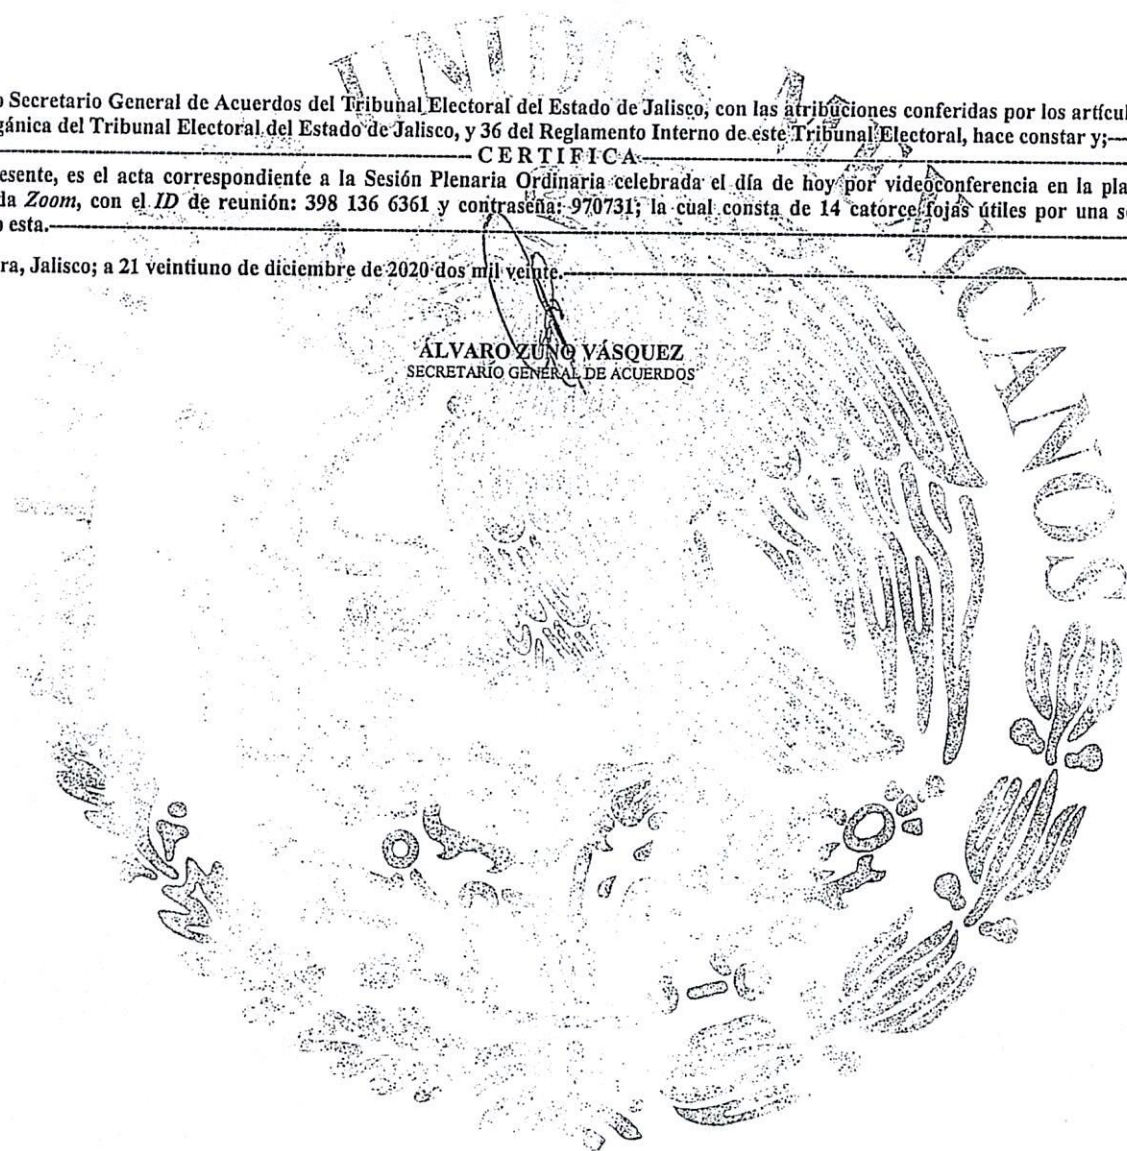 UNIDOS MEXICANOS
o Secretario General de Acuerdos del Tribunal Electoral del Estado de Jalisco, con las atribuciones conferidas por los artícul
gánica del Tribunal Electoral del Estado de Jalisco, y 36 del Reglamento Interno de este Tribunal Electoral, hace constar y;---
--- C E R T I F I C A ---
esente, es el acta correspondiente a la Sesión Plenaria Ordinaria celebrada el día de hoy por videoconferencia en la pla
da Zoom, con el ID de reunión: 398 136 6361 y contraseña: 970731; la cual consta de 14 catorce fojas útiles por una s
o esta.---
ra, Jalisco; a 21 veintiuno de diciembre de 2020 dos mil veinte.---
ÁLVARO ZUNO VÁSQUEZ
SECRETARIO GENERAL DE ACUERDOS